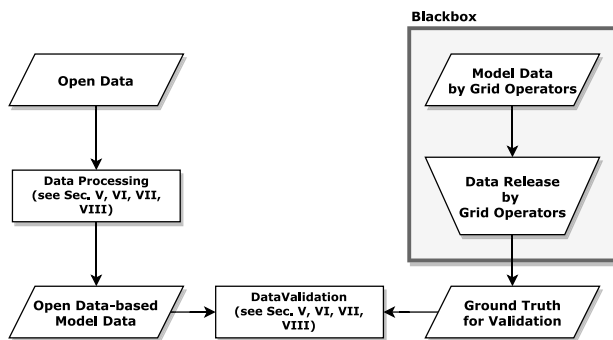 Blackbox
Open Data
Model Data
by Grid Operators
Data Processing
(see Sec. V, VI, VII,
VIII)
Data Release
by
Grid Operators
Open Data-based
Model Data
DataValidation
(see Sec. V, VI, VII,
VIII)
Ground Truth
for Validation